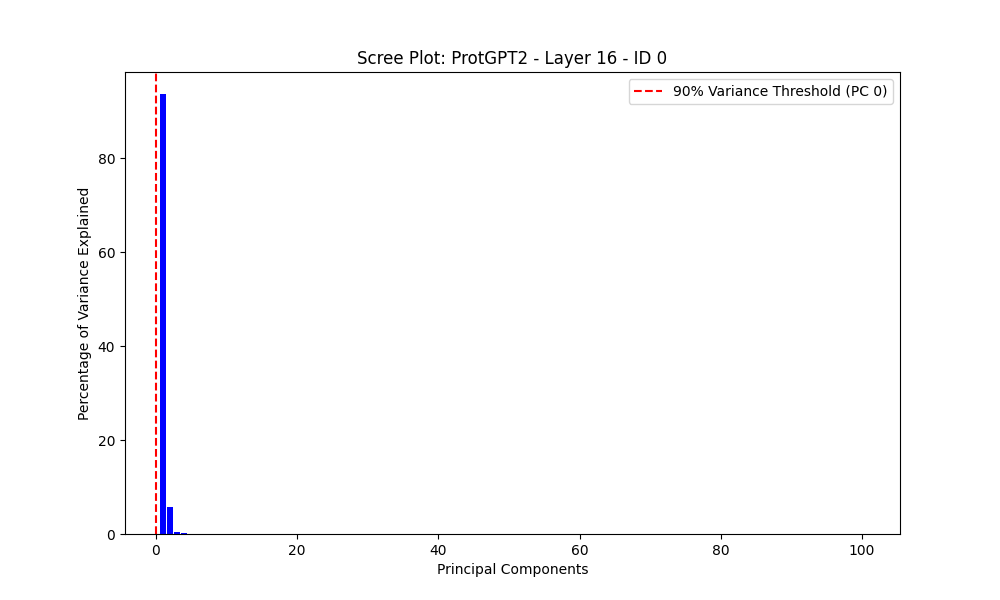 Scree Plot: ProtGPT2 - Layer 16 - ID 0
90% Variance Threshold (PC 0)
Percentage of Variance Explained
80
60
40
20
0
0 20 40 60 80 100
Principal Components